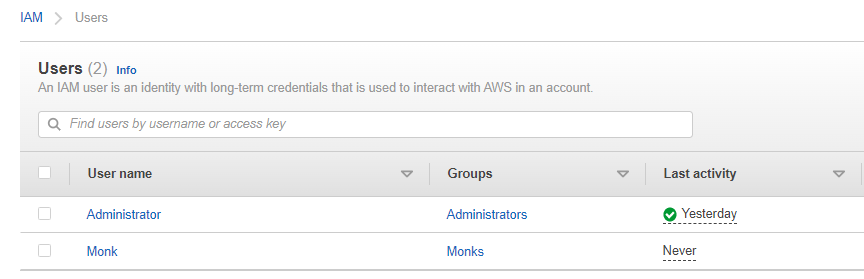 IAM > Users
Users (2) Info
An IAM user is an identity with long-term credentials that is used to interact with AWS in an account.
Find users by username or access key
User name Groups Last activity
Administrator Administrators Yesterday
Monk Monks Never